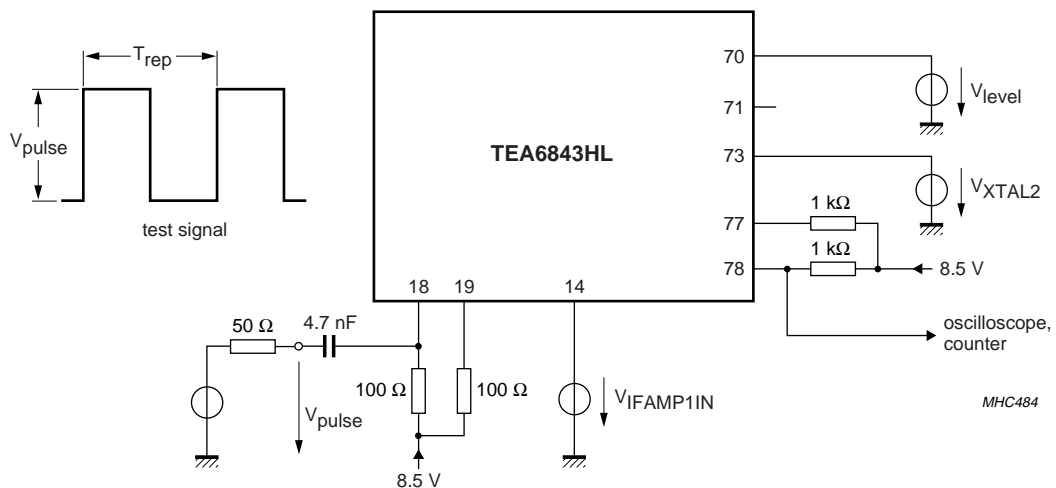 Trep
Vpulse
test signal
TEA6843HL
70
71
73
77
78
18
19
14
Vlevel
VXTAL2
1 kΩ
1 kΩ
8.5 V
oscilloscope,
counter
50 Ω
4.7 nF
100 Ω
100 Ω
Vpulse
VIFAMP1IN
8.5 V
MHC484